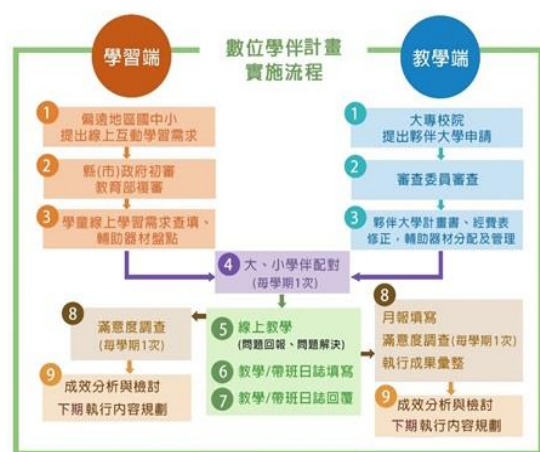 學習端
數位學伴計畫
實施流程
教學端
1
偏遠地區國中小
提出線上互動學習需求
2
縣(市)政府初審
教育部複審
3
學童線上學習需求查填、
輔助器材盤點
1
大專校院
提出夥伴大學申請
2
審查委員審查
3
夥伴大學計畫書、經費表
修正，輔助器材分配及管理
4
大、小學伴配對
(每學期1次)
5
線上教學
(問題回報、問題解決)
6
教學/帶班日誌填寫
7
教學/帶班日誌回覆
8
滿意度調查
(每學期1次)
9
成效分析與檢討
下期執行內容規劃
8
月報填寫
滿意度調查(每學期1次)
執行成果彙整
9
成效分析與檢討
下期執行內容規劃